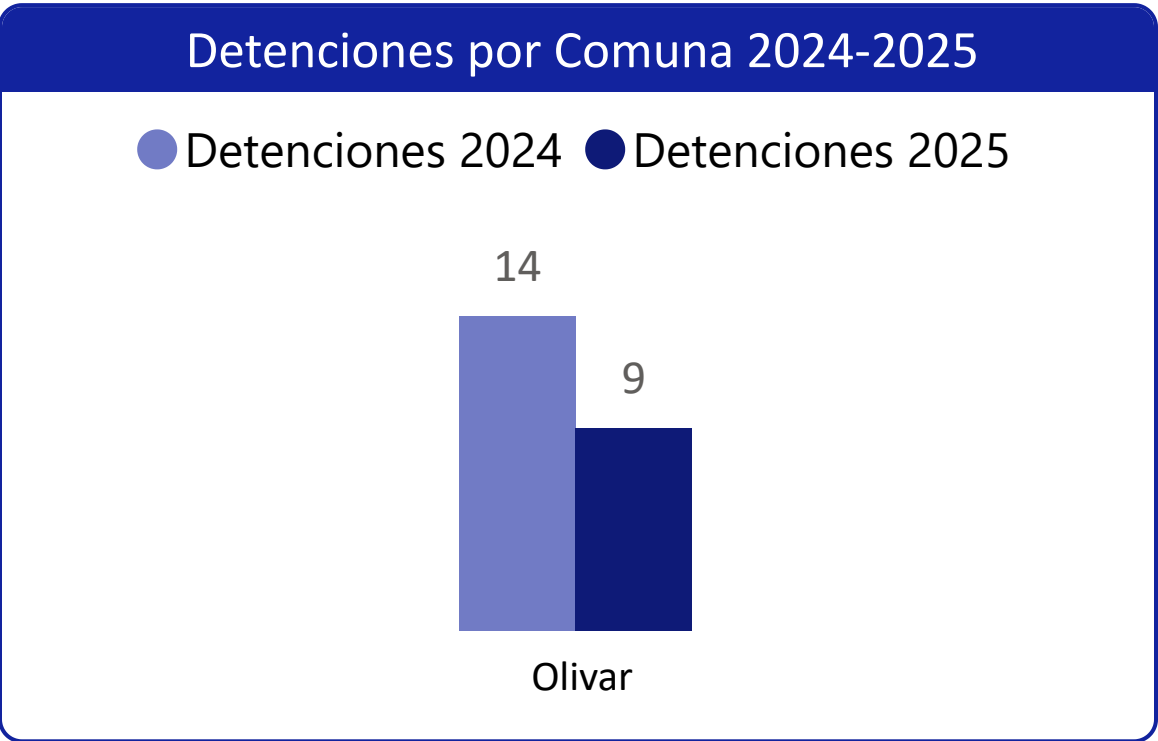 Detenciones por Comuna 2024-2025
Detenciones 2024 Detenciones 2025
14
9
Olivar